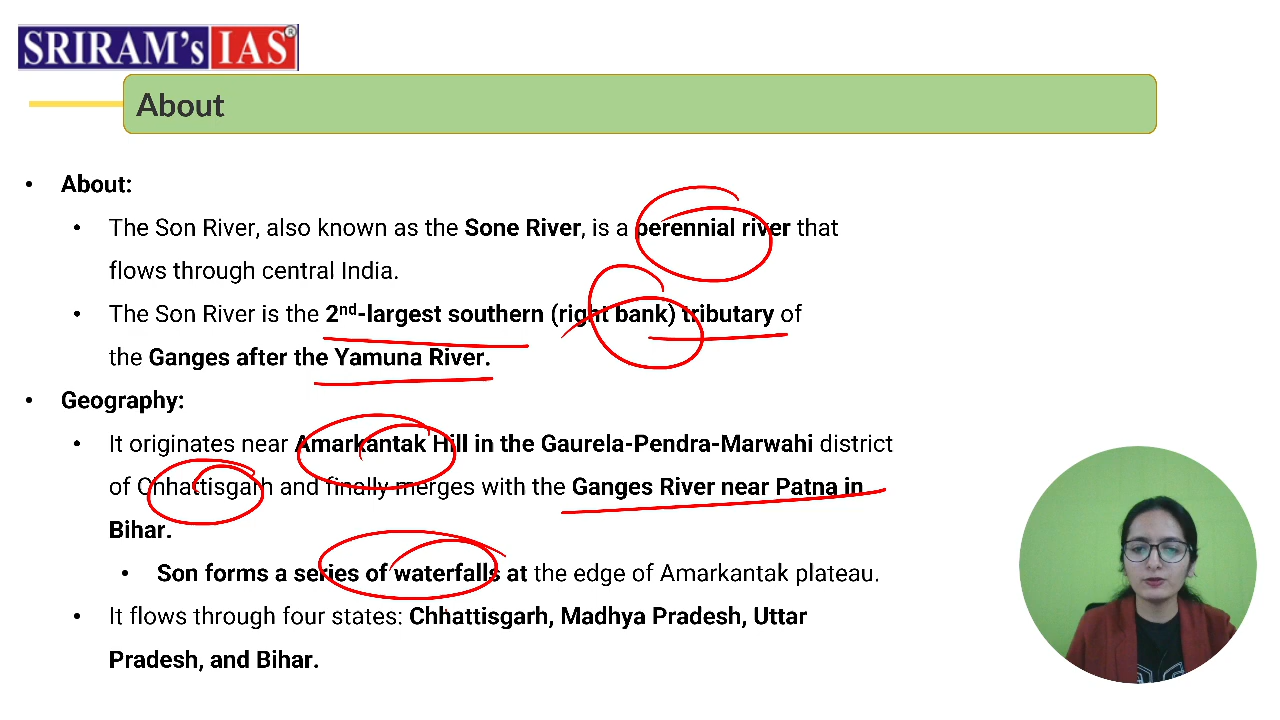 SRIRAM's IAS®
About
• About:
• The Son River, also known as the Sone River, is a perennial river that
flows through central India.
• The Son River is the 2nd-largest southern (right bank) tributary of
the Ganges after the Yamuna River.
• Geography:
• It originates near Amarkantak Hill in the Gaurela-Pendra-Marwahi district
of Chhattisgarh and finally merges with the Ganges River near Patna in
Bihar.
• Son forms a series of waterfalls at the edge of Amarkantak plateau.
• It flows through four states: Chhattisgarh, Madhya Pradesh, Uttar
Pradesh, and Bihar.